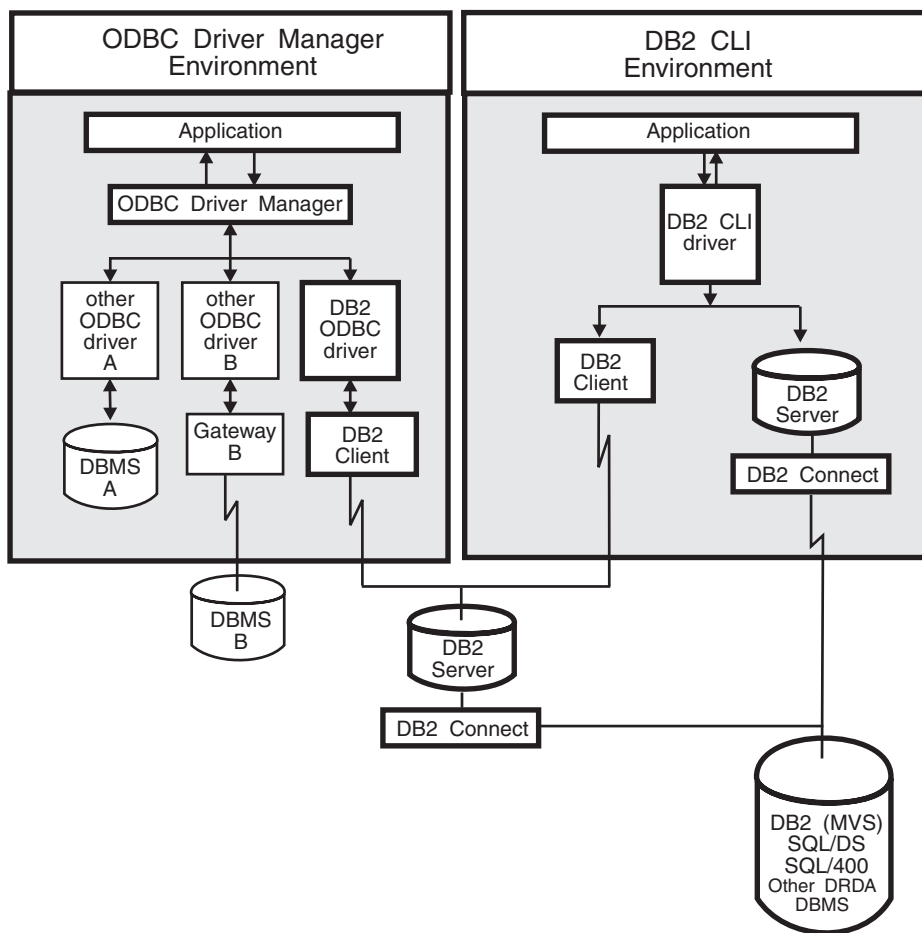 ODBC Driver Manager
Environment
Application
ODBC Driver Manager
other
ODBC
driver
A
other
ODBC
driver
B
DB2
ODBC
driver
DBMS
A
Gateway
B
DB2
Client
DBMS
B
DB2 CLI
Environment
Application
DB2 CLI
driver
DB2
Client
DB2
Server
DB2 Connect
DB2
Server
DB2 Connect
DB2 (MVS)
SQL/DS
SQL/400
Other DRDA
DBMS